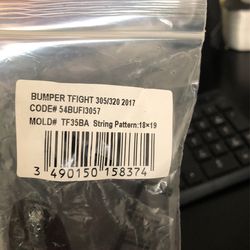 BUMPER TFIGHT 305/320 2017
CODE# 54BUFI3057
MOLD# TF35BA String Pattern:18×19
3 490150 158374